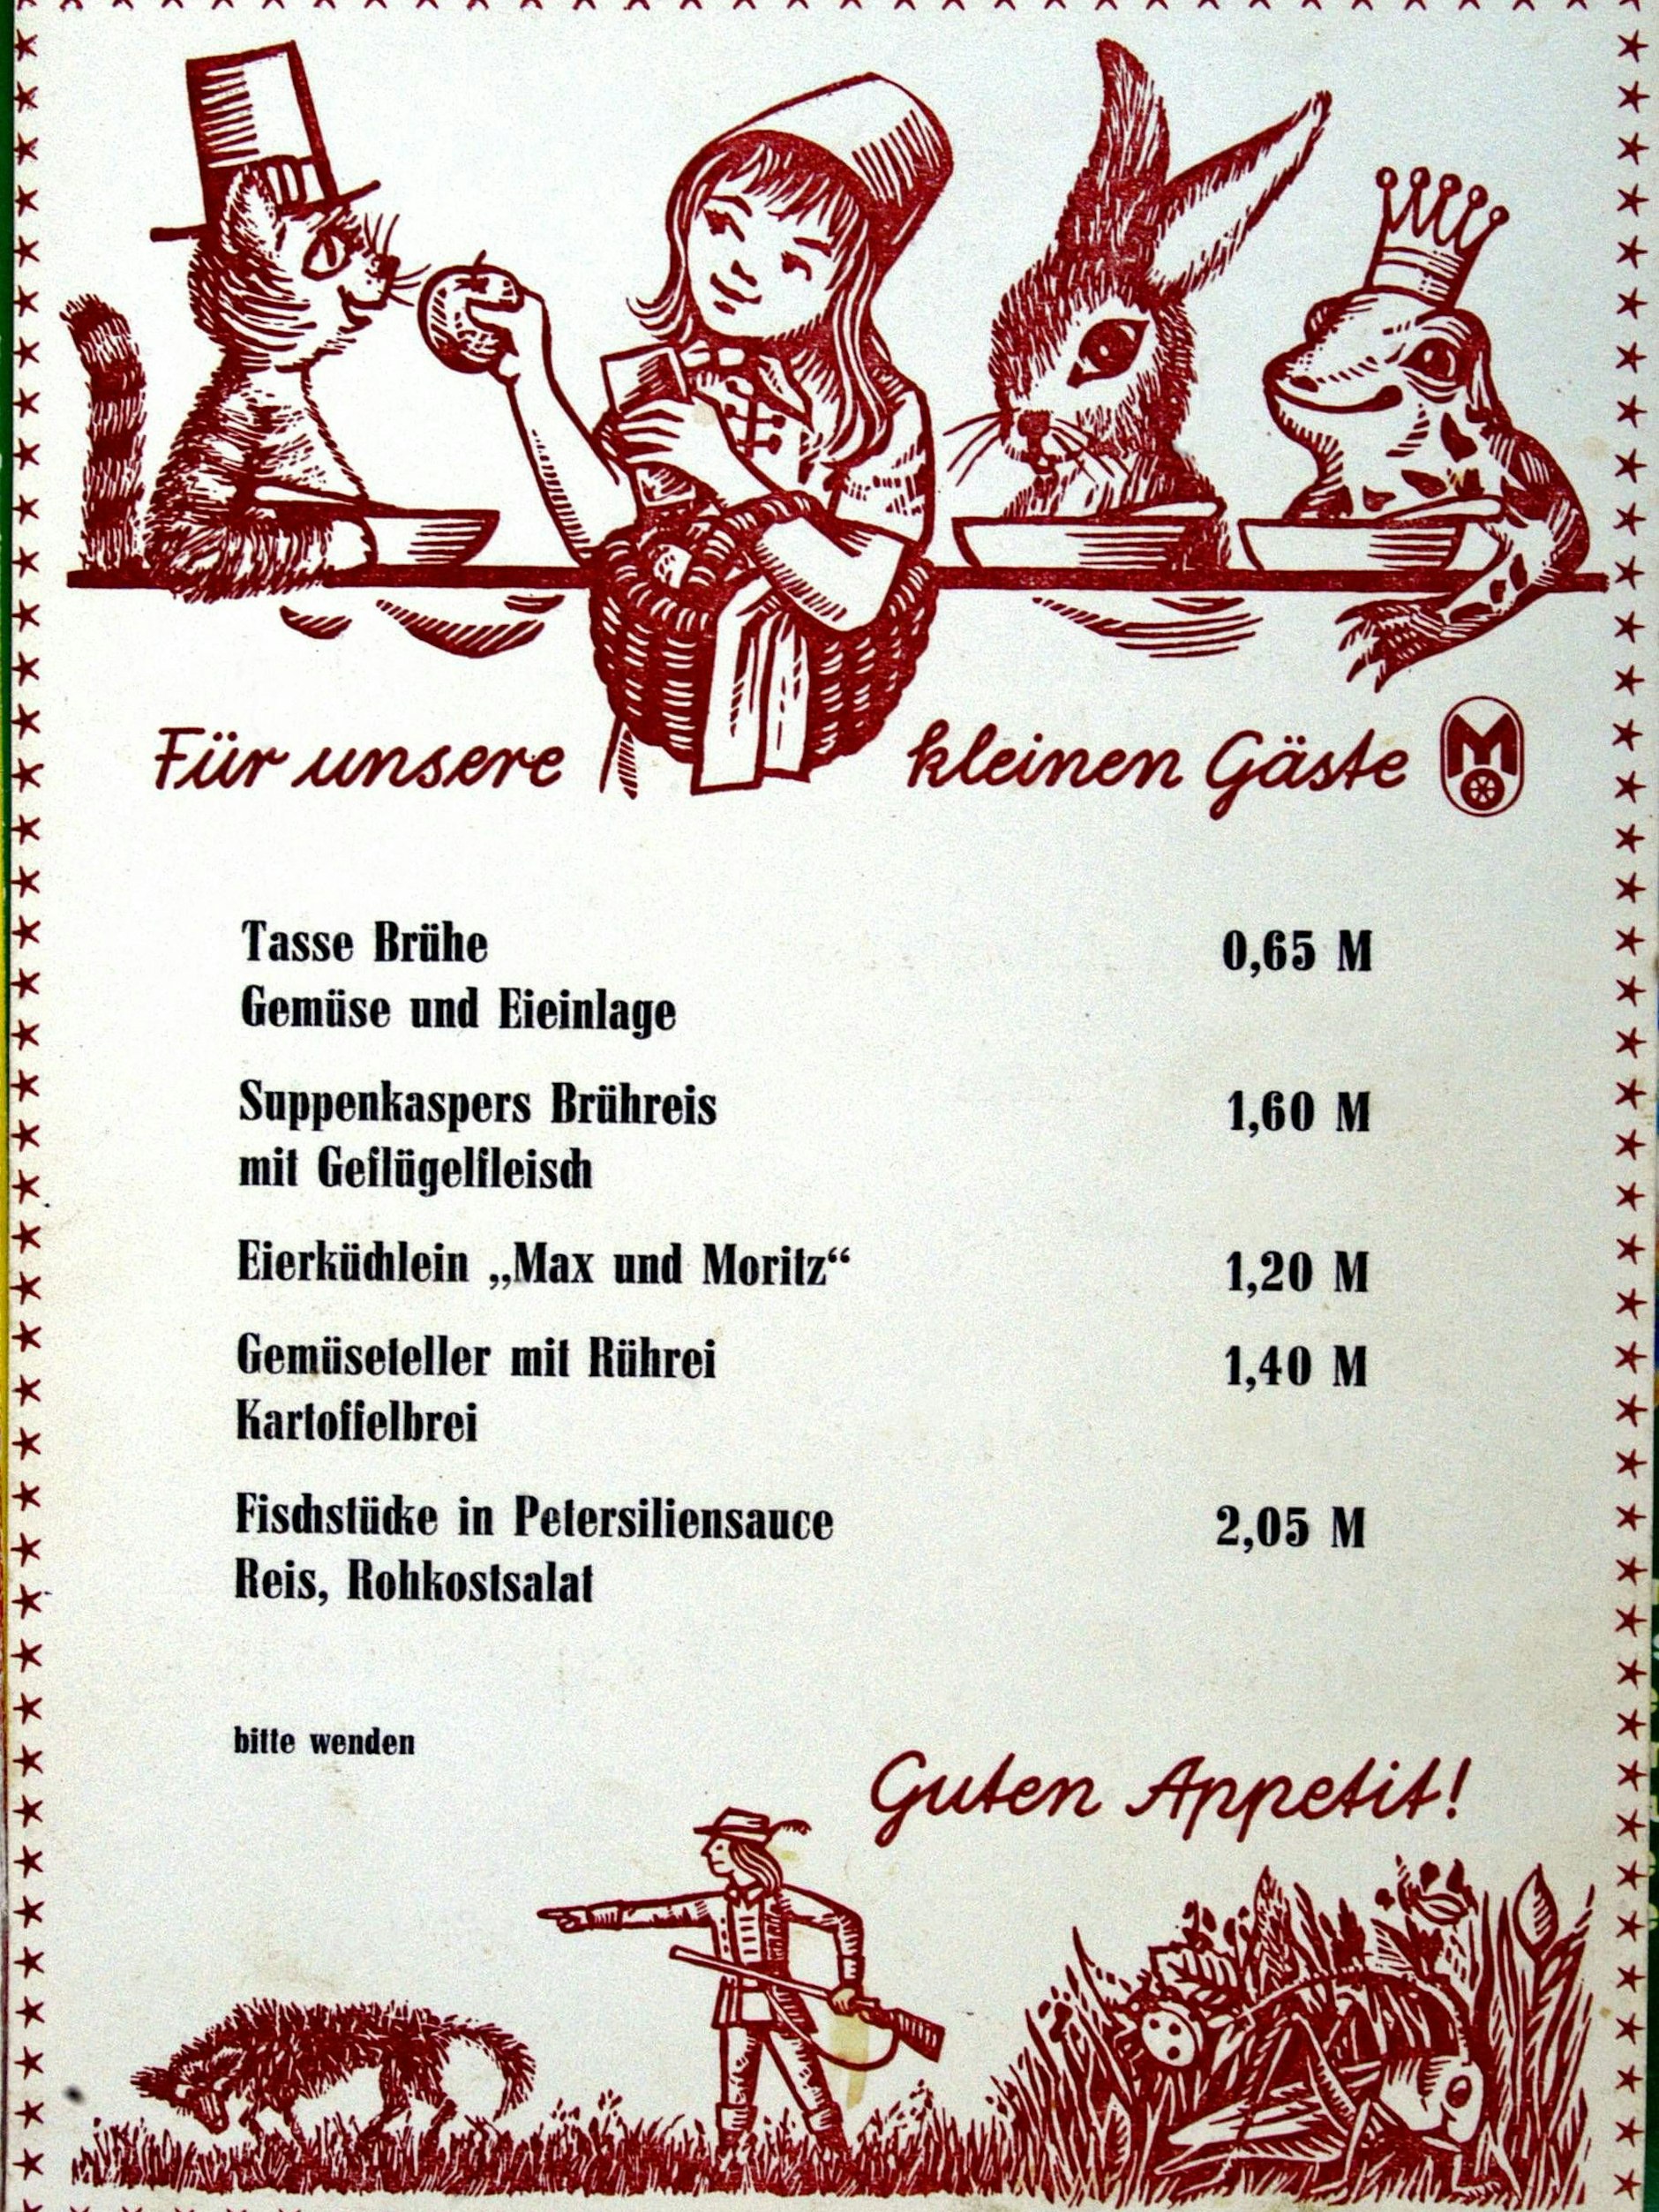 Für unsere kleinen Gäste M
Tasse Brühe 0,65 M
Gemüse und Eieinlage
Suppenkaspers Brühreis 1,60 M
mit Geflügelfleisch
Eierküchlein „Max und Moritz“ 1,20 M
Gemüseteller mit Rührei 1,40 M
Kartoffelbrei
Fischstücke in Petersiliensauce 2,05 M
Reis, Rohkostsalat
bitte wenden
Guten Appetit!